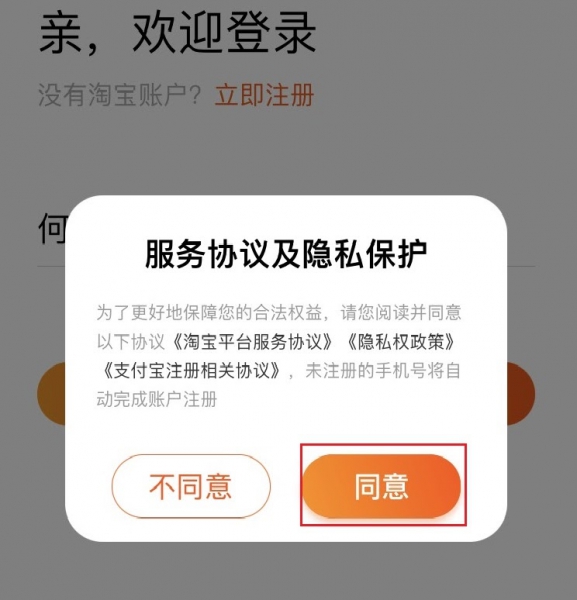 亲，欢迎登录
没有淘宝账户？立即注册
何
服务协议及隐私保护
为了更好地保障您的合法权益，请您阅读并同意
以下协议《淘宝平台服务协议》《隐私权政策》
《支付宝注册相关协议》，未注册的手机号将自
动完成账户注册
不同意
同意